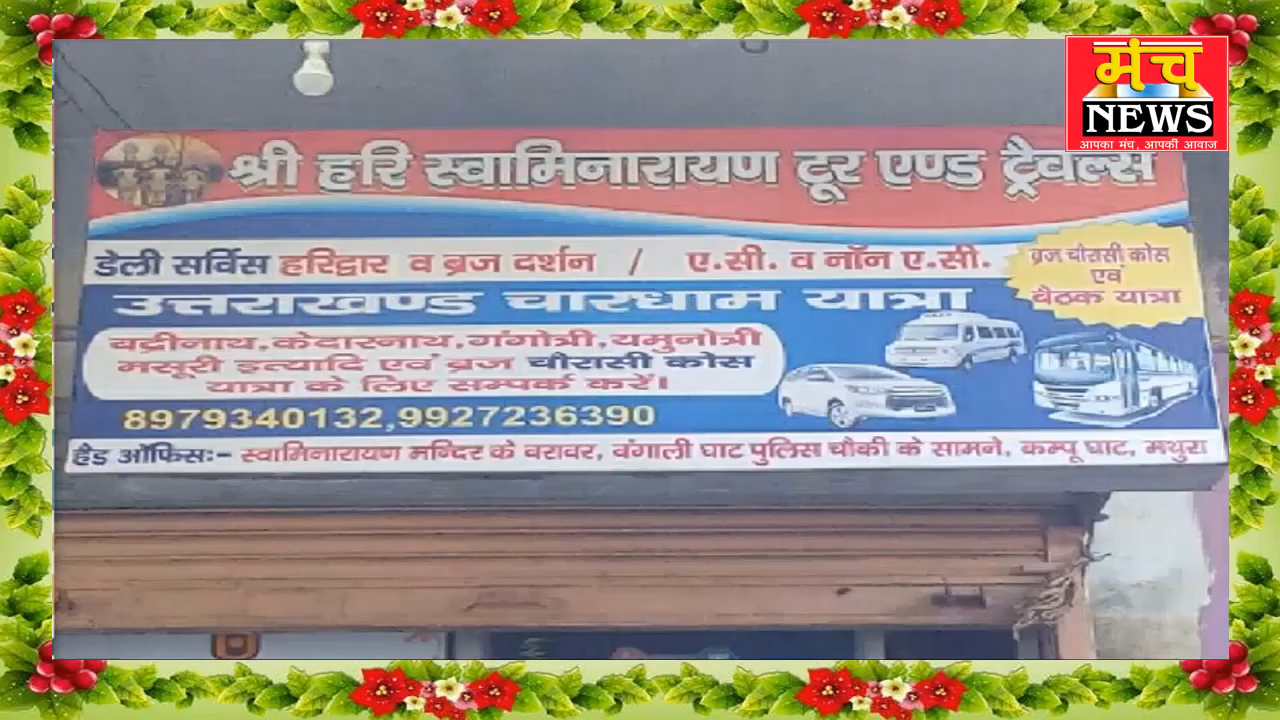 मंच
NEWS
आपका मंच, आपकी आवाज
श्री हरि स्वामिनारायण टूर एण्ड ट्रैवल्स
डेली सर्विस हरिद्वार व ब्रज दर्शन / ए.सी. व नॉन ए.सी.
ब्रज चौरासी कोस
एवं
बैठक यात्रा
उत्तराखण्ड चारधाम यात्रा
बद्रीनाथ,केदारनाथ,गंगोत्री,यमुनोत्री
मसूरी इत्यादि एवं ब्रज चौरासी कोस
यात्रा के लिए सम्पर्क करें।
8979340132,9927236390
हैड ऑफिस:- स्वामिनारायण मन्दिर के बराबर, बंगाली घाट पुलिस चौकी के सामने, कम्पू घाट, मथुरा